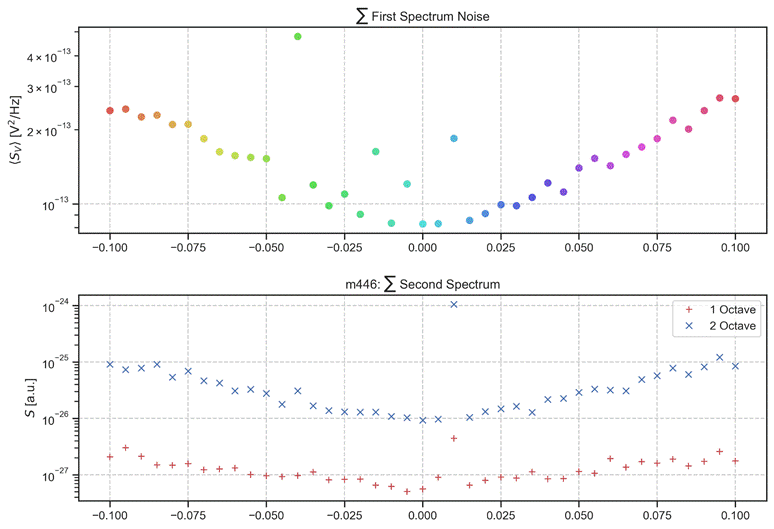 ∑ First Spectrum Noise
4 × 10⁻¹³
3 × 10⁻¹³
2 × 10⁻¹³
10⁻¹³
⟨S_V⟩ [V²/Hz]
−0.100 −0.075 −0.050 −0.025 0.000 0.025 0.050 0.075 0.100
m446: ∑ Second Spectrum
10⁻²⁴
10⁻²⁵
10⁻²⁶
10⁻²⁷
S [a.u.]
1 Octave
2 Octave
−0.100 −0.075 −0.050 −0.025 0.000 0.025 0.050 0.075 0.100